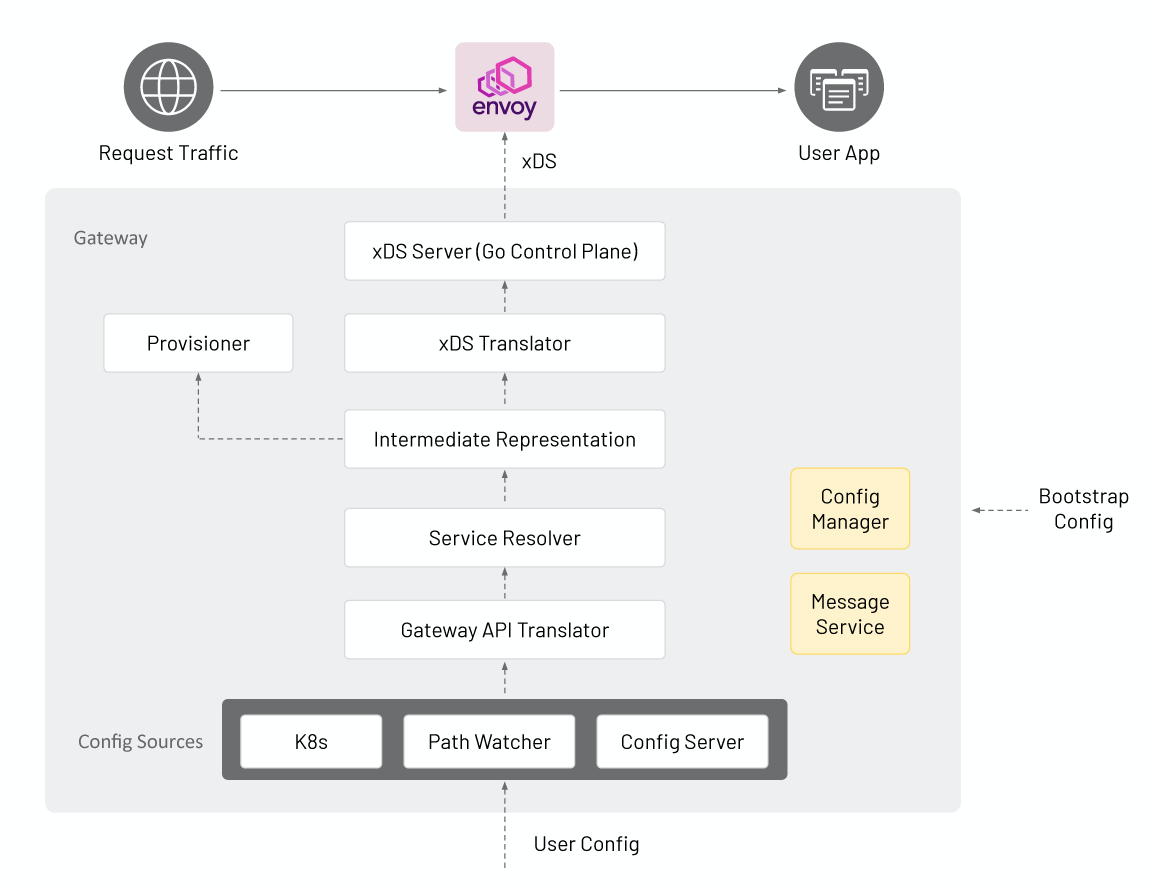 envoy
Request Traffic
User App
xDS
Gateway
xDS Server (Go Control Plane)
Provisioner
xDS Translator
Intermediate Representation
Config
Manager
Bootstrap
Config
Service Resolver
Message
Service
Gateway API Translator
Config Sources
K8s
Path Watcher
Config Server
User Config